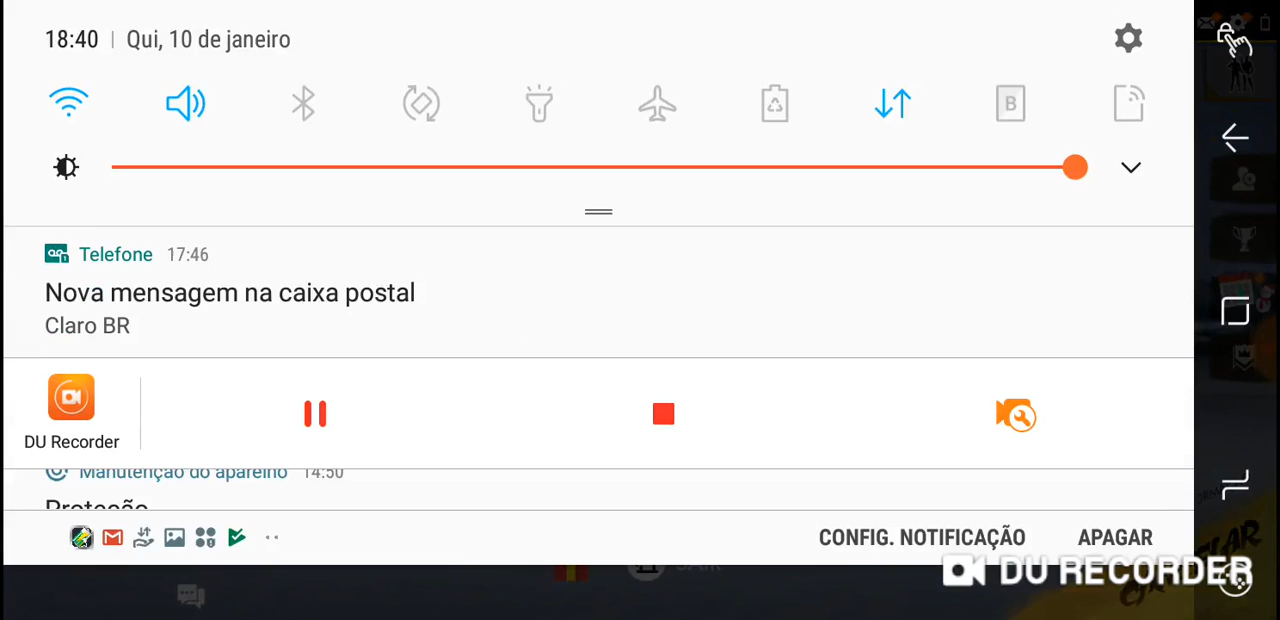 18:40 | Qui, 10 de janeiro
B
Telefone 17:46
Nova mensagem na caixa postal
Claro BR
DU Recorder
Manutenção do aparelho 14:50
Proteção
CONFIG. NOTIFICAÇÃO APAGAR
DU RECORDER